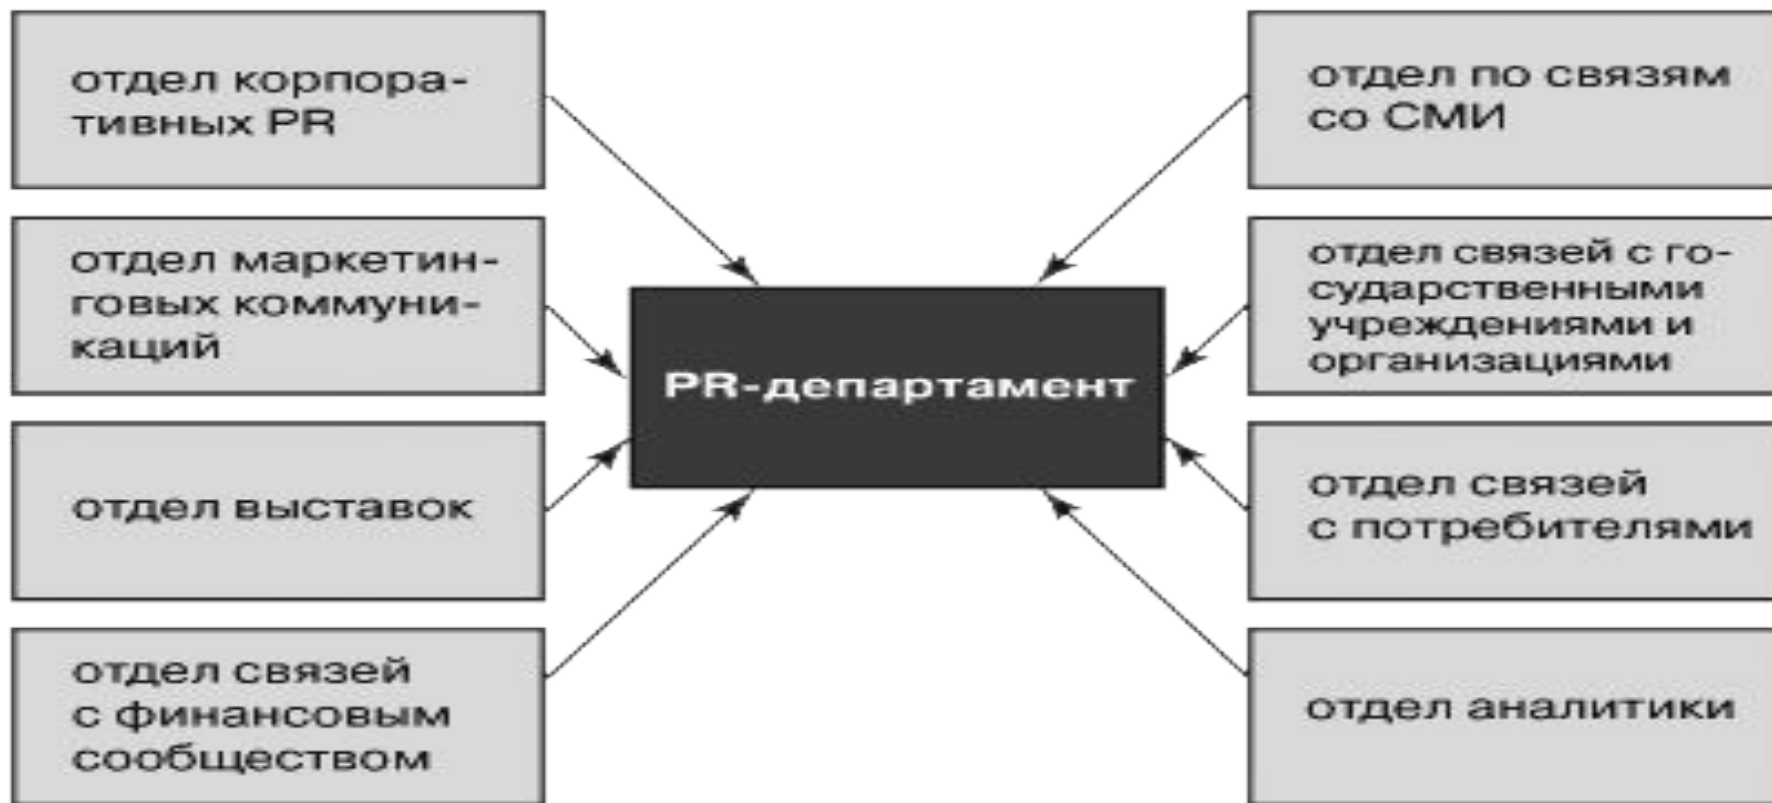 отдел корпора-
тивных PR
отдел маркетин-
говых коммуни-
каций
отдел выставок
отдел связей
с финансовым
сообществом
PR-департамент
отдел по связям
со СМИ
отдел связей с го-
сударственными
учреждениями и
организациями
отдел связей
с потребителями
отдел аналитики